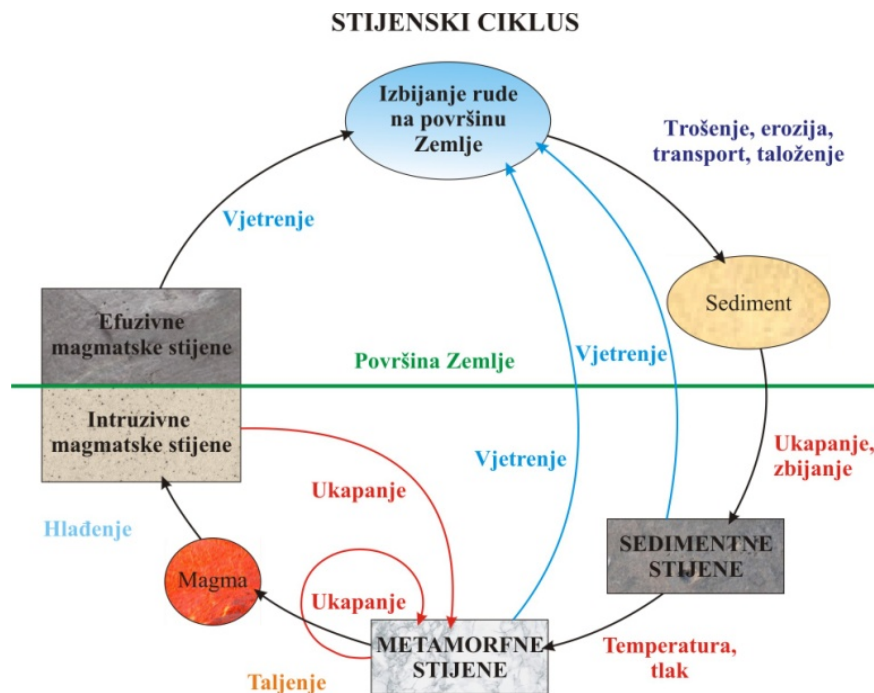 STIJENSKI CIKLUS
Izbijanje rude
na površinu
Zemlje
Trošenje, erozija,
transport, taloženje
Vjetrenje
Sediment
Efuzivne
magmatske stijene
Površina Zemlje
Vjetrenje
Intruzivne
magmatske stijene
Ukapanje,
zbijanje
Vjetrenje
Ukapanje
Hlađenje
SEDIMENTNE
STIJENE
Magma
Ukapanje
METAMORFNE
STIJENE
Temperatura,
tlak
Taljenje